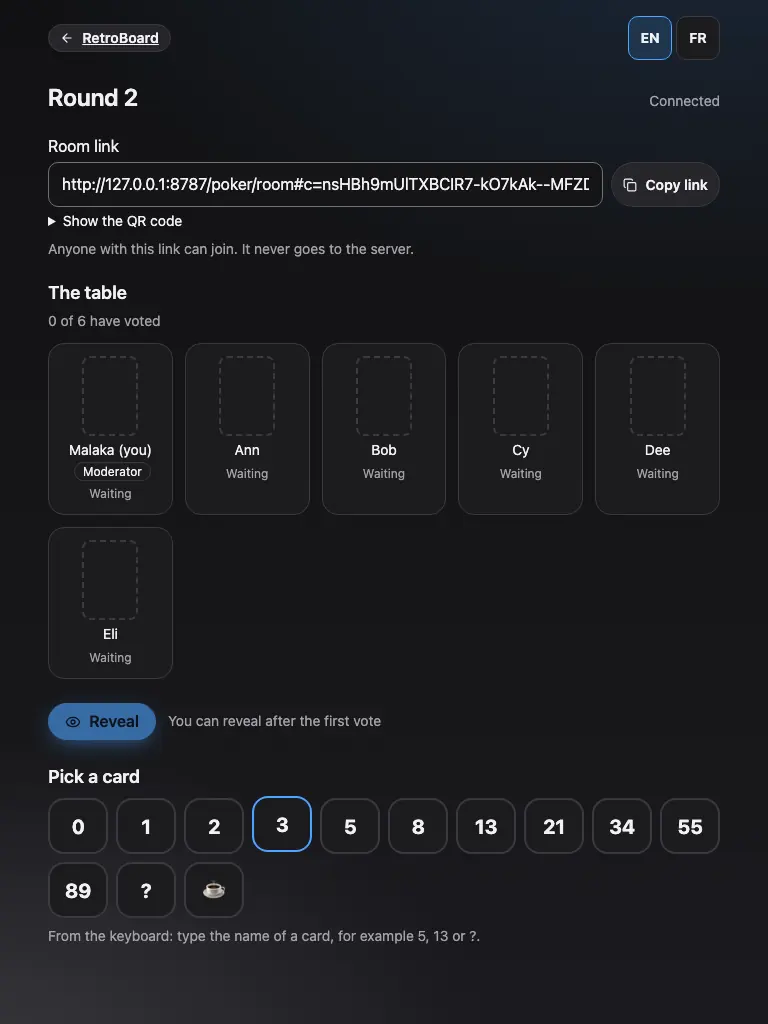 ← RetroBoard
EN FR
Round 2
Connected
Room link
http://127.0.0.1:8787/poker/room#c=nsHBh9mUlTXBClR7-kO7kAk--MFZD
Copy link
Show the QR code
Anyone with this link can join. It never goes to the server.
The table
0 of 6 have voted
Malaka (you)
Moderator
Waiting
Ann
Waiting
Bob
Waiting
Cy
Waiting
Dee
Waiting
Eli
Waiting
Reveal
You can reveal after the first vote
Pick a card
0 1 2 3 5 8 13 21 34 55
89 ?
From the keyboard: type the name of a card, for example 5, 13 or ?.